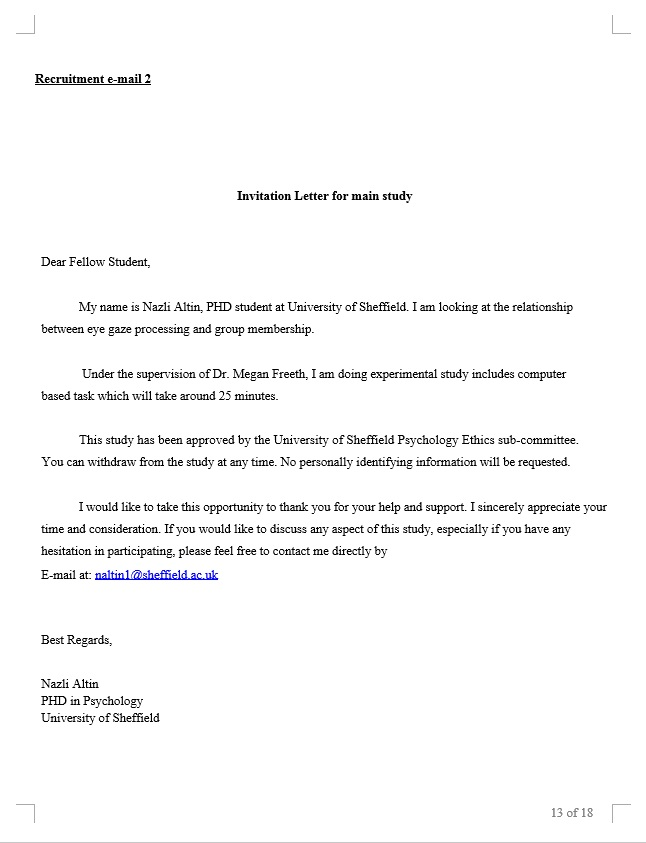 Recruitment e-mail 2
Invitation Letter for main study
Dear Fellow Student,
My name is Nazli Altin, PHD student at University of Sheffield. I am looking at the relationship
between eye gaze processing and group membership.
Under the supervision of Dr. Megan Freeth, I am doing experimental study includes computer
based task which will take around 25 minutes.
This study has been approved by the University of Sheffield Psychology Ethics sub-committee.
You can withdraw from the study at any time. No personally identifying information will be requested.
I would like to take this opportunity to thank you for your help and support. I sincerely appreciate your
time and consideration. If you would like to discuss any aspect of this study, especially if you have any
hesitation in participating, please feel free to contact me directly by
E-mail at: naltin1@sheffield.ac.uk
Best Regards,
Nazli Altin
PHD in Psychology
University of Sheffield
13 of 18